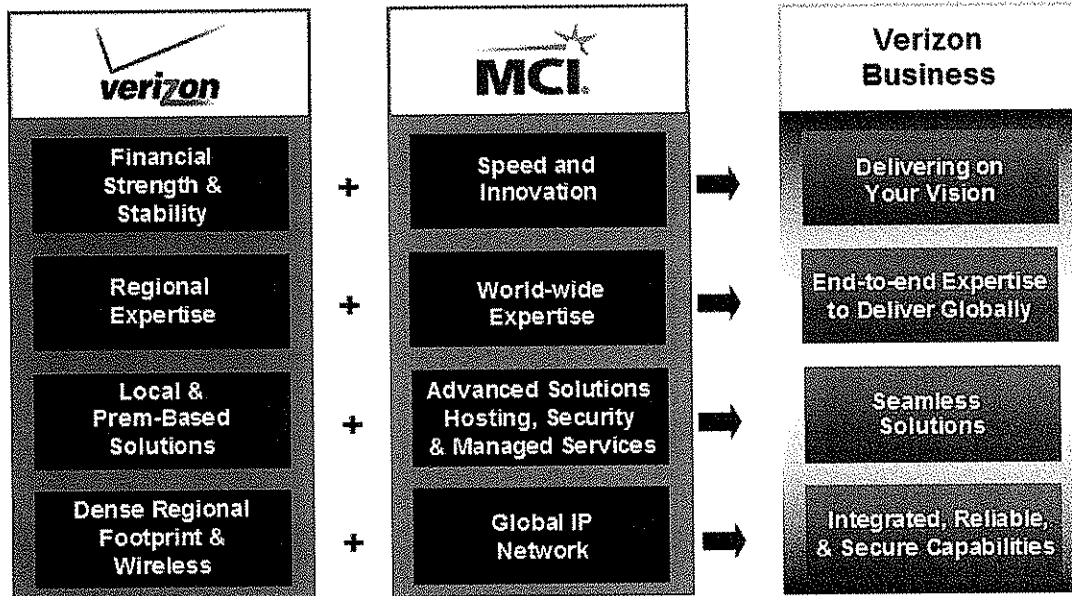 verizon
MCI.
Verizon
Business
Financial
Strength &
Stability
+
Speed and
Innovation
Delivering on
Your Vision
Regional
Expertise
+
World-wide
Expertise
End-to-end Expertise
to Deliver Globally
Local &
Prem-Based
Solutions
+
Advanced Solutions
Hosting, Security
& Managed Services
Seamless
Solutions
Dense Regional
Footprint &
Wireless
+
Global IP
Network
Integrated, Reliable,
& Secure Capabilities